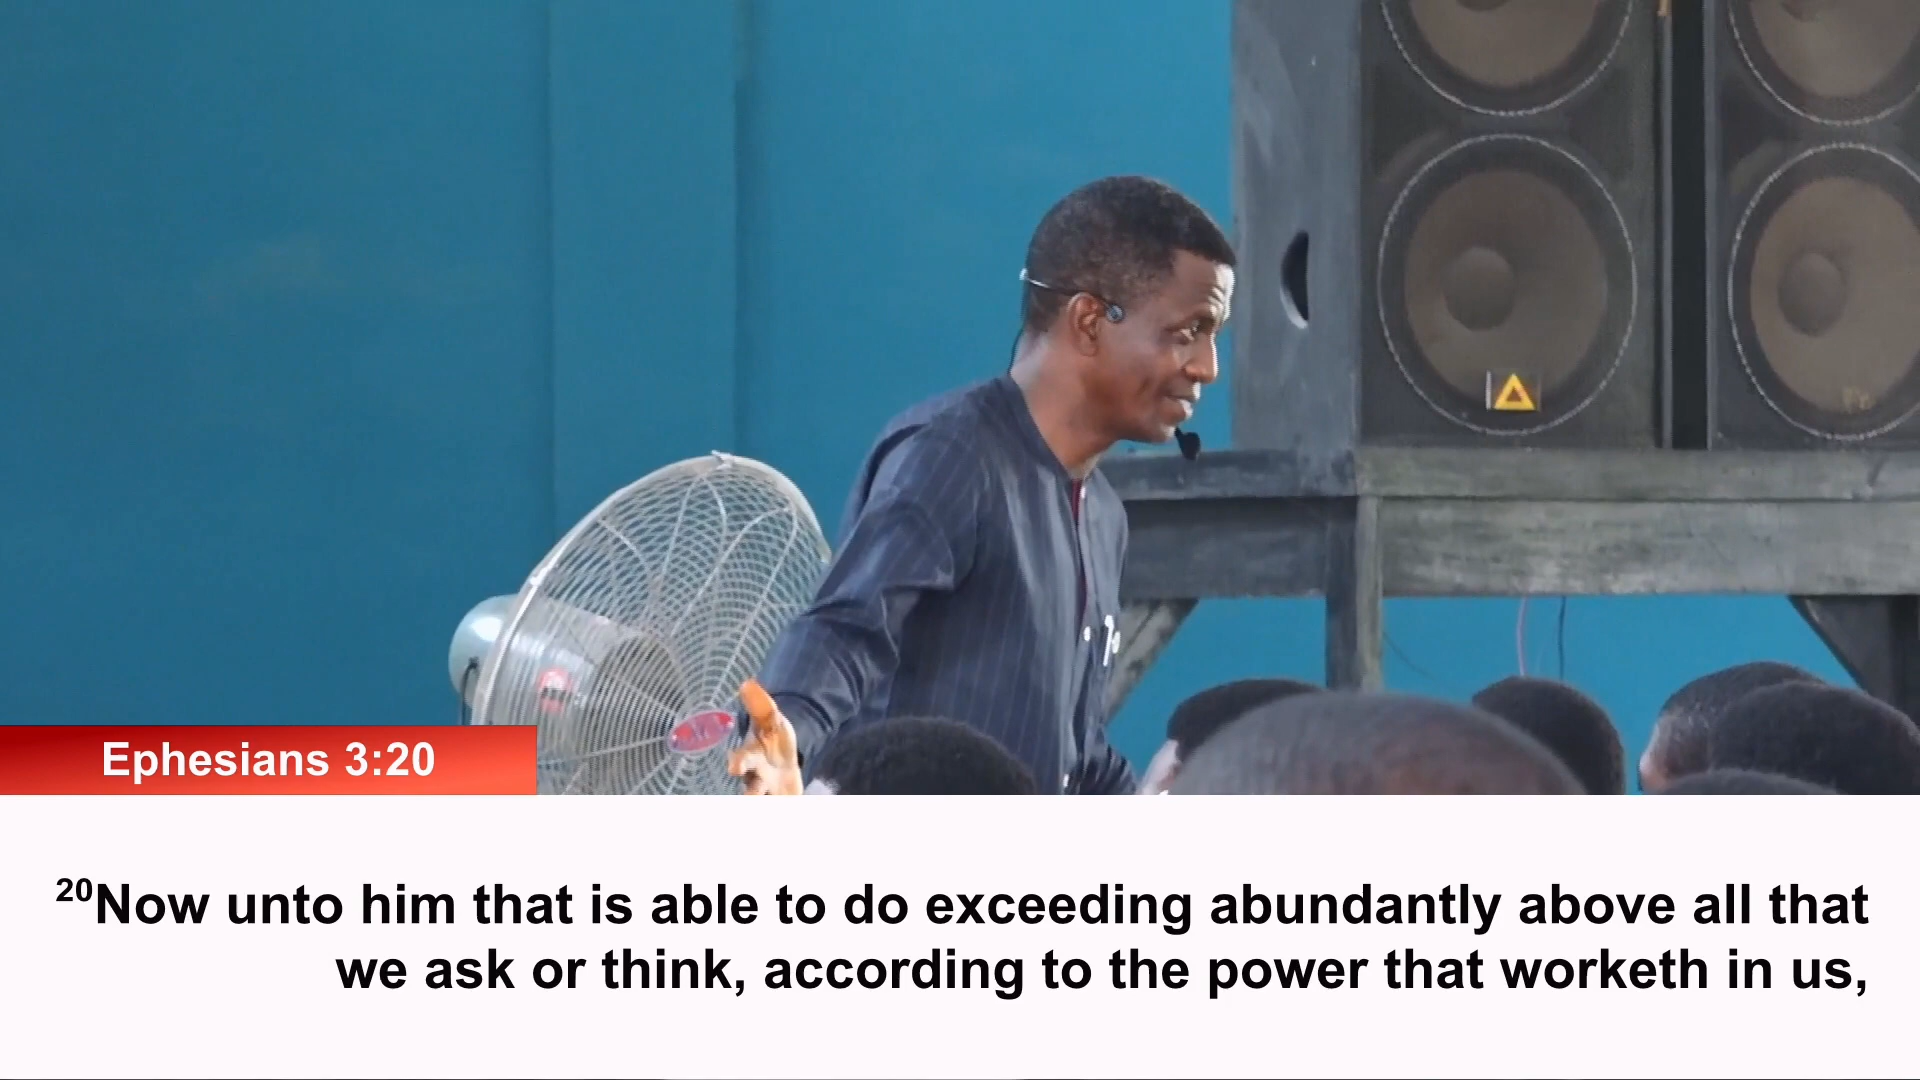 Ephesians 3:20
20Now unto him that is able to do exceeding abundantly above all that
we ask or think, according to the power that worketh in us,